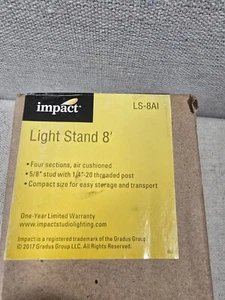 impact®
LS-8AI
Light Stand 8'
• Four sections, air cushioned
• 5/8" stud with 1/4"-20 threaded post
• Compact size for easy storage and transport
One-Year Limited Warranty
www.impactstudiolighting.com
Impact is a registered trademark of the Gradus Group
© 2017 Gradus Group LLC. All Rights Reserved.